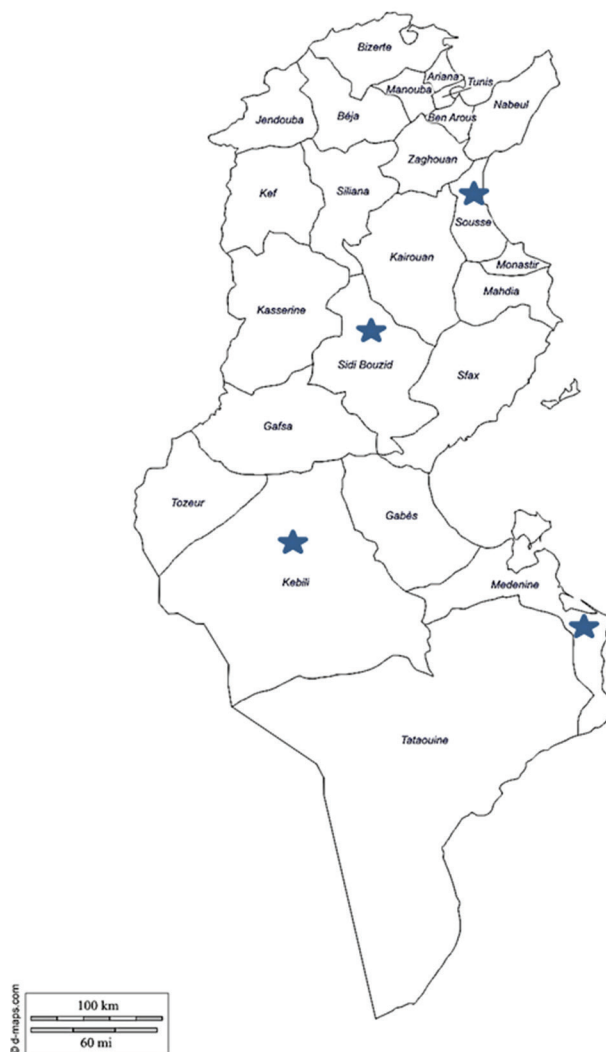 Bizerte
Ariana
Tunis
Manouba
Nabeul
Jendouba
Béja
Ben Arous
Zaghouan
Kef
Siliana
Sousse
Kairouan
Monastir
Mahdia
Kasserine
Sidi Bouzid
Sfax
Gafsa
Tozeur
Gabès
Kebili
Medenine
Tataouine
© d-maps.com
100 km
60 mi